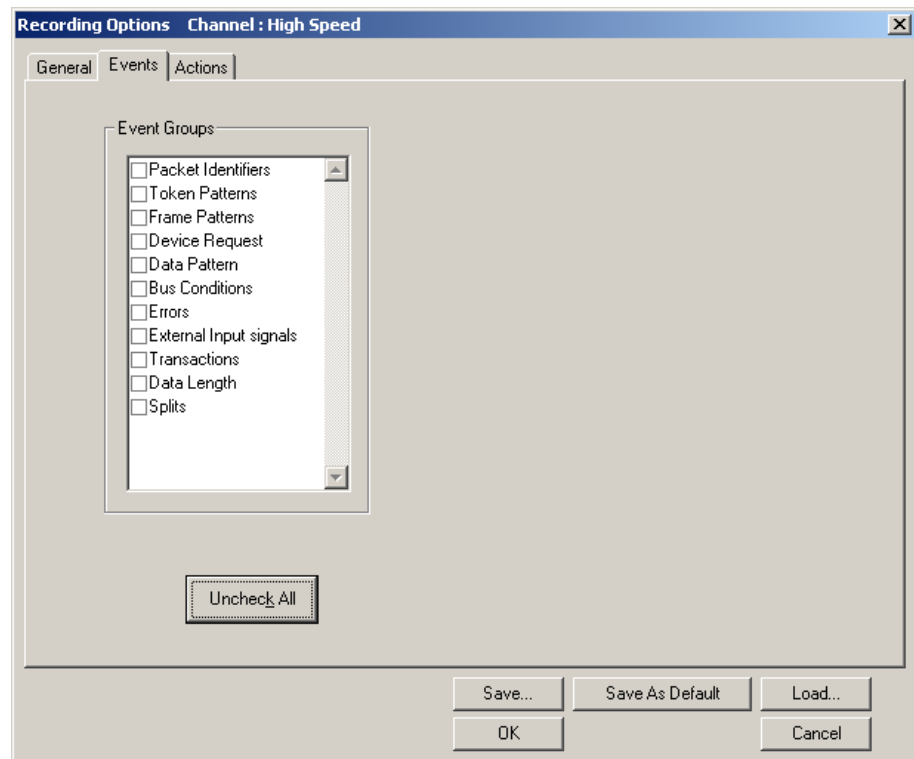 Recording Options Channel : High Speed
General Events Actions
Event Groups
Packet Identifiers
Token Patterns
Frame Patterns
Device Request
Data Pattern
Bus Conditions
Errors
External Input signals
Transactions
Data Length
Splits
Uncheck All
Save... Save As Default Load...
OK Cancel